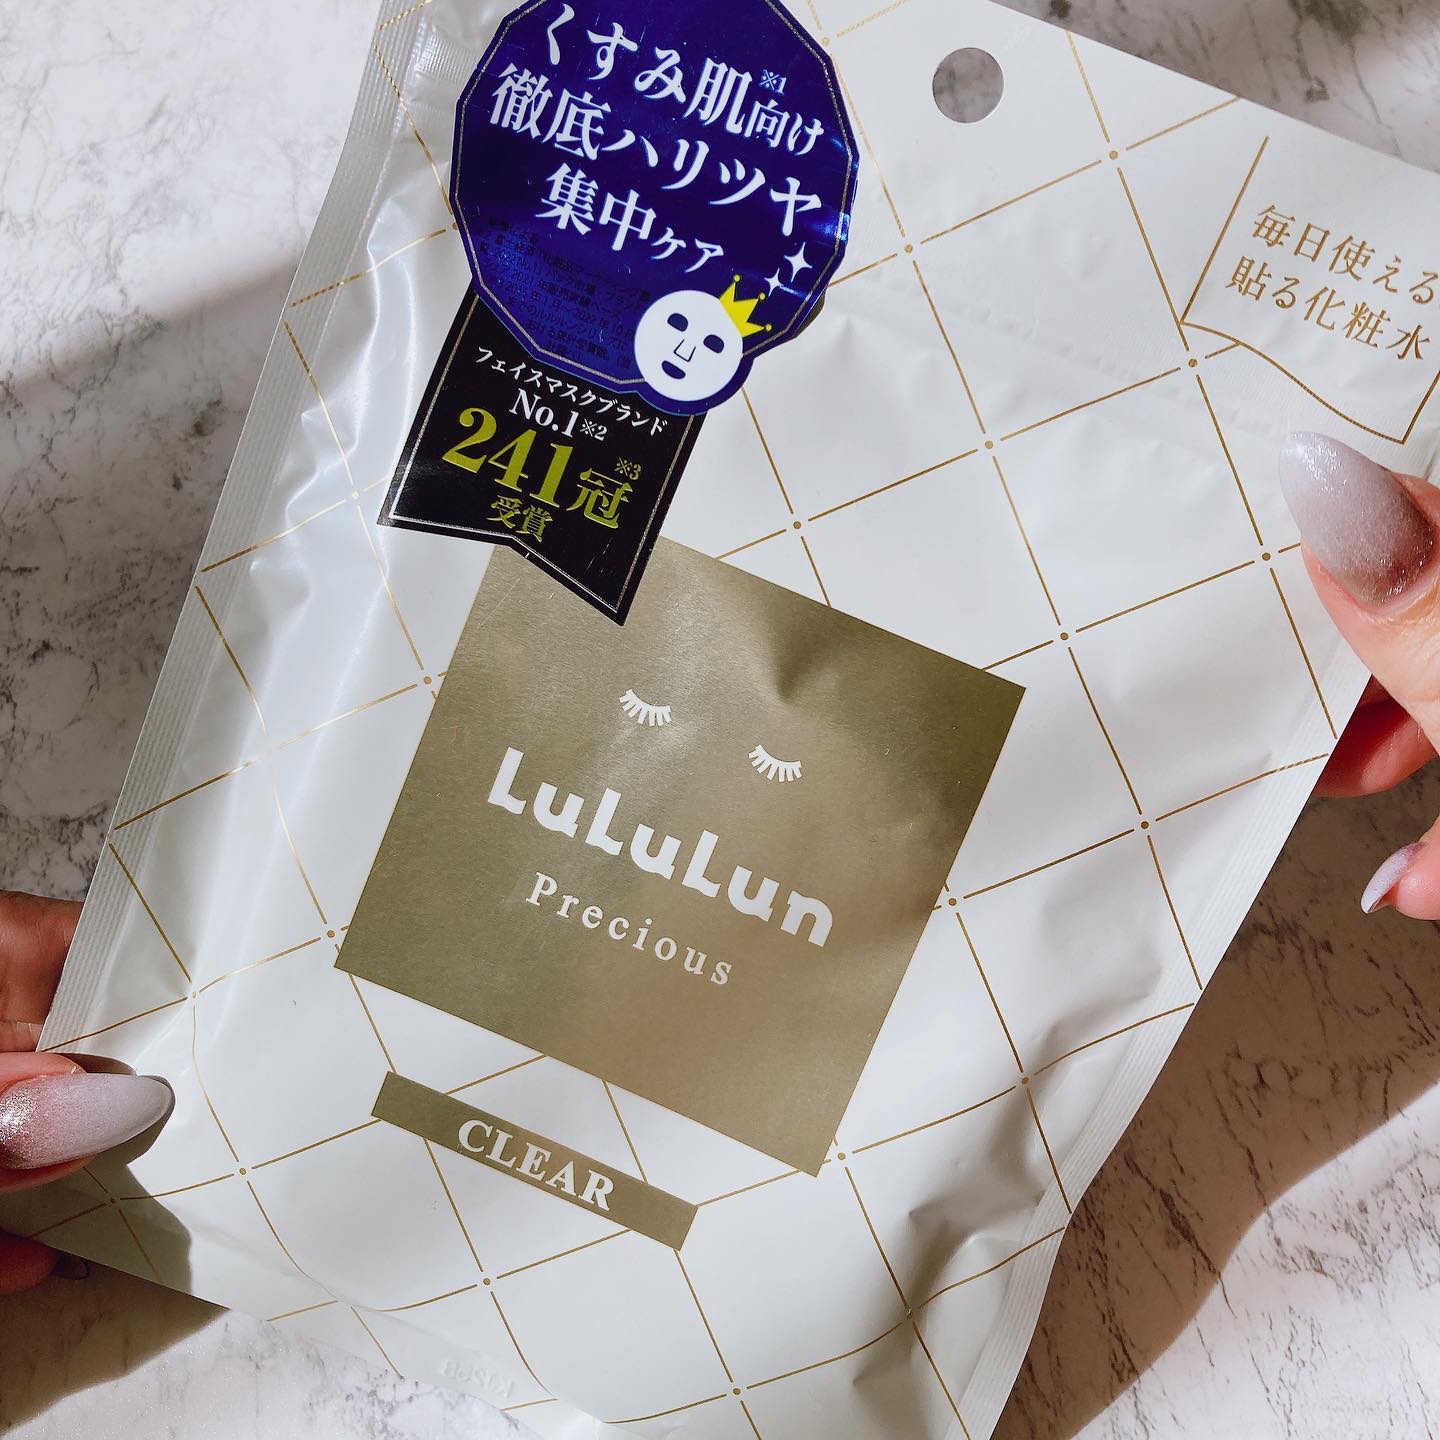 くすみ肌※1向け
徹底ハリツヤ
集中ケア
フェイスマスクブランド
No.1※2
241冠※3
受賞
毎日使える
貼る化粧水
LuLuLun
Precious
CLEAR